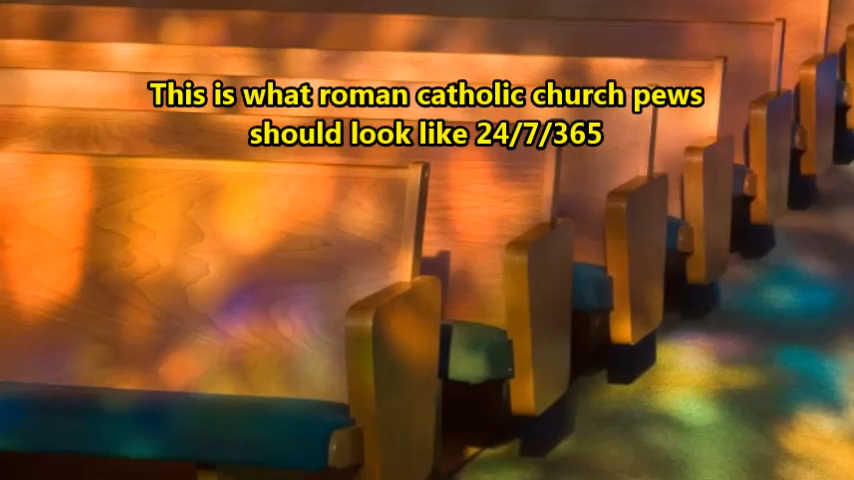 This is what roman catholic church pews
should look like 24/7/365